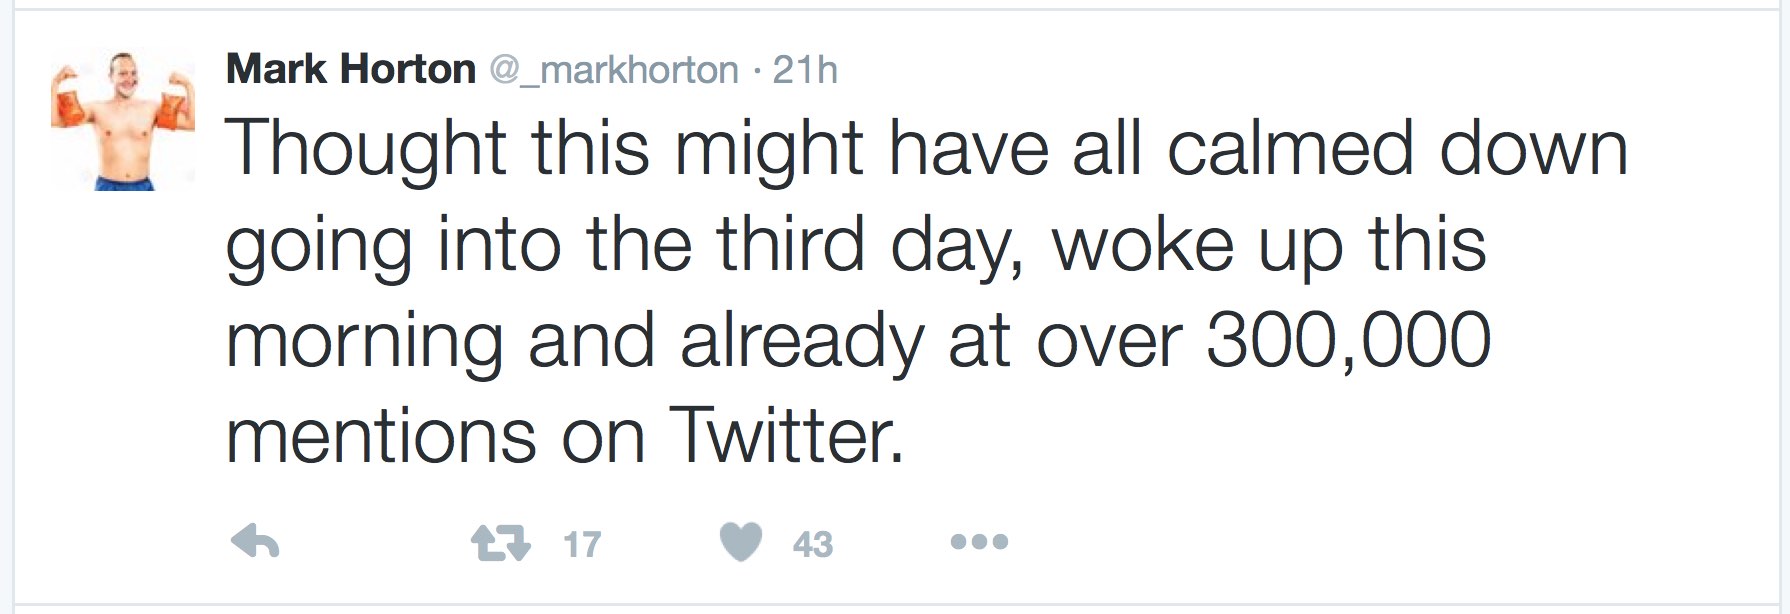 Mark Horton @_markhorton · 21h
Thought this might have all calmed down
going into the third day, woke up this
morning and already at over 300,000
mentions on Twitter.
17 43